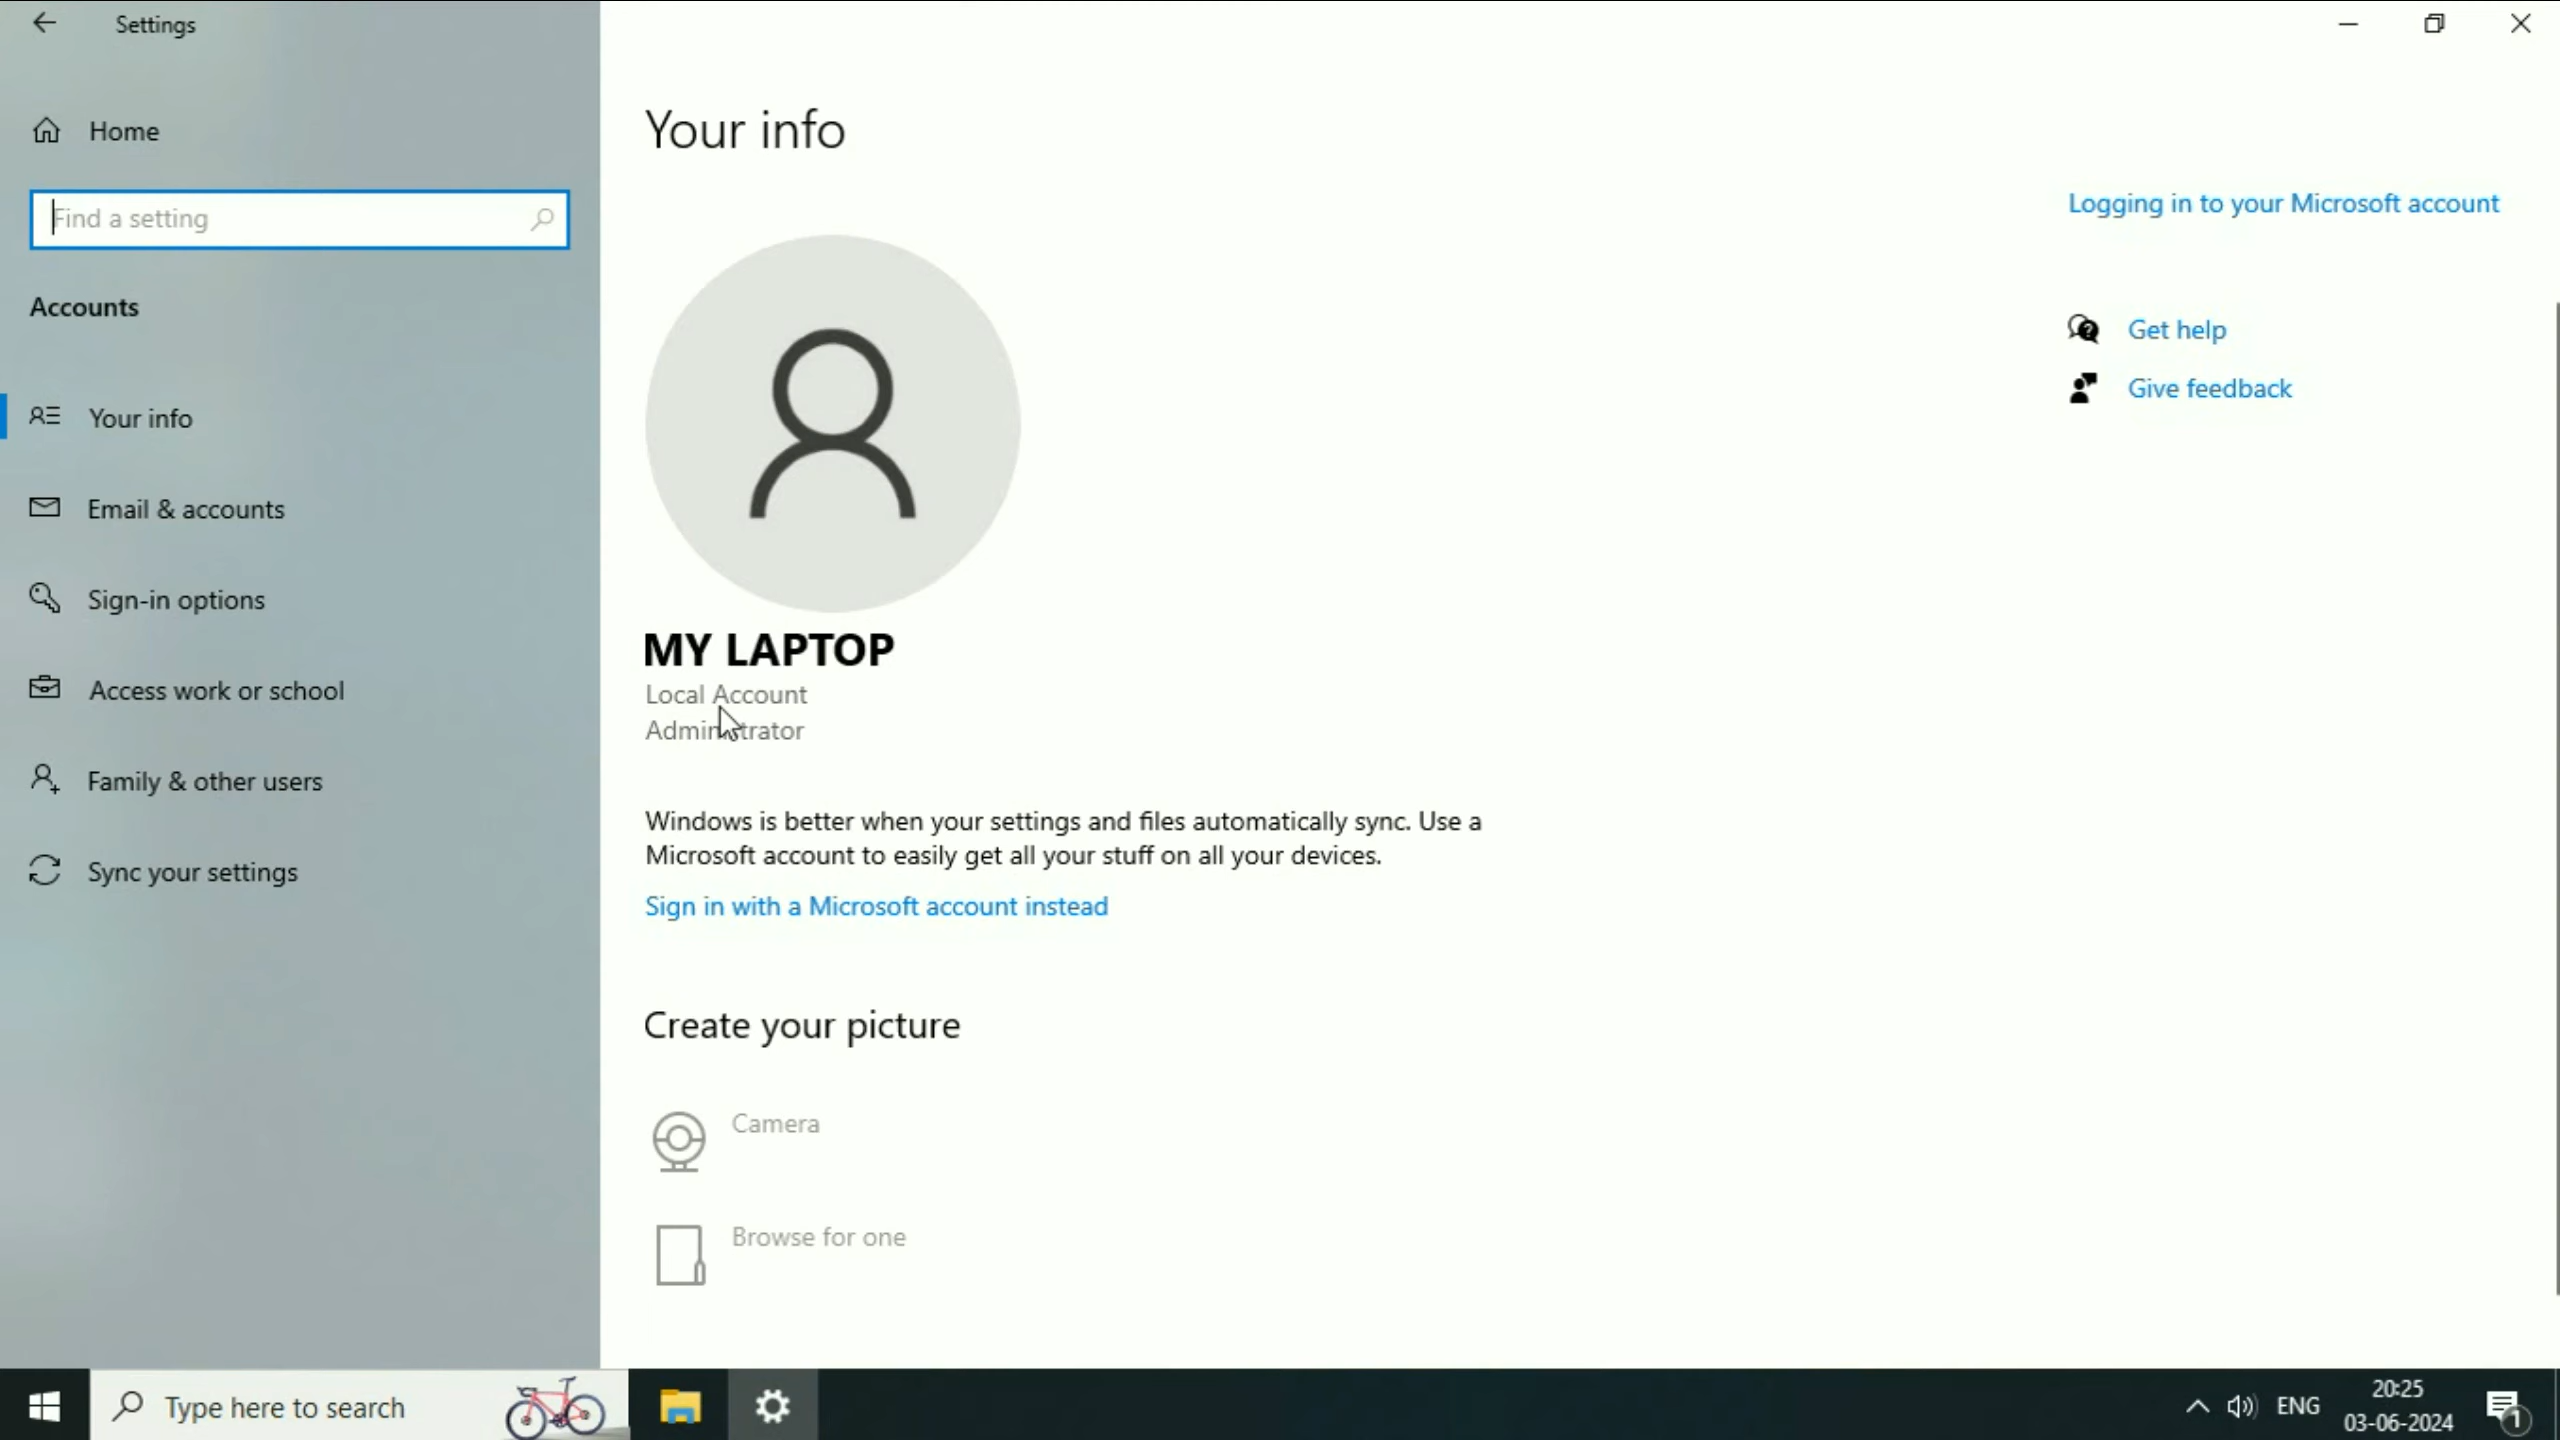 Settings
Home
Find a setting
Accounts
Your info
Email & accounts
Sign-in options
Access work or school
Family & other users
Sync your settings
Your info
MY LAPTOP
Local Account
Administrator
Windows is better when your settings and files automatically sync. Use a
Microsoft account to easily get all your stuff on all your devices.
Sign in with a Microsoft account instead
Create your picture
Camera
Browse for one
Logging in to your Microsoft account
Get help
Give feedback
Type here to search
ENG
20:25
03-06-2024
1